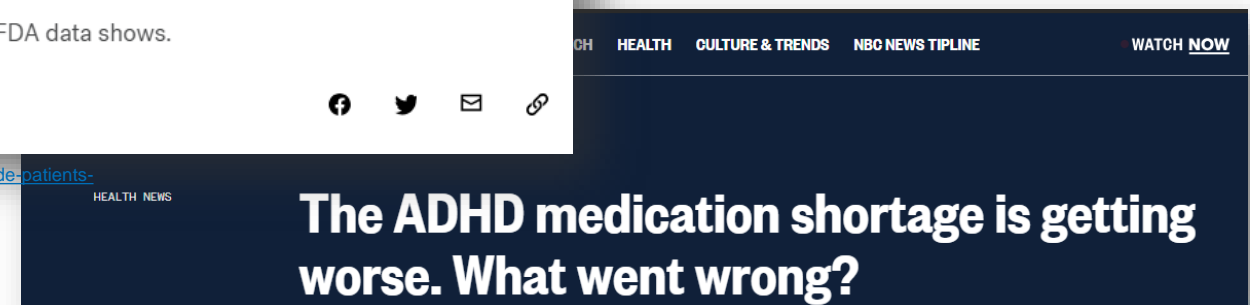 FDA data shows.
HEALTH CULTURE & TRENDS NBC NEWS TIPLINE WATCH NOW
de-patients-
HEALTH NEWS
The ADHD medication shortage is getting
worse. What went wrong?